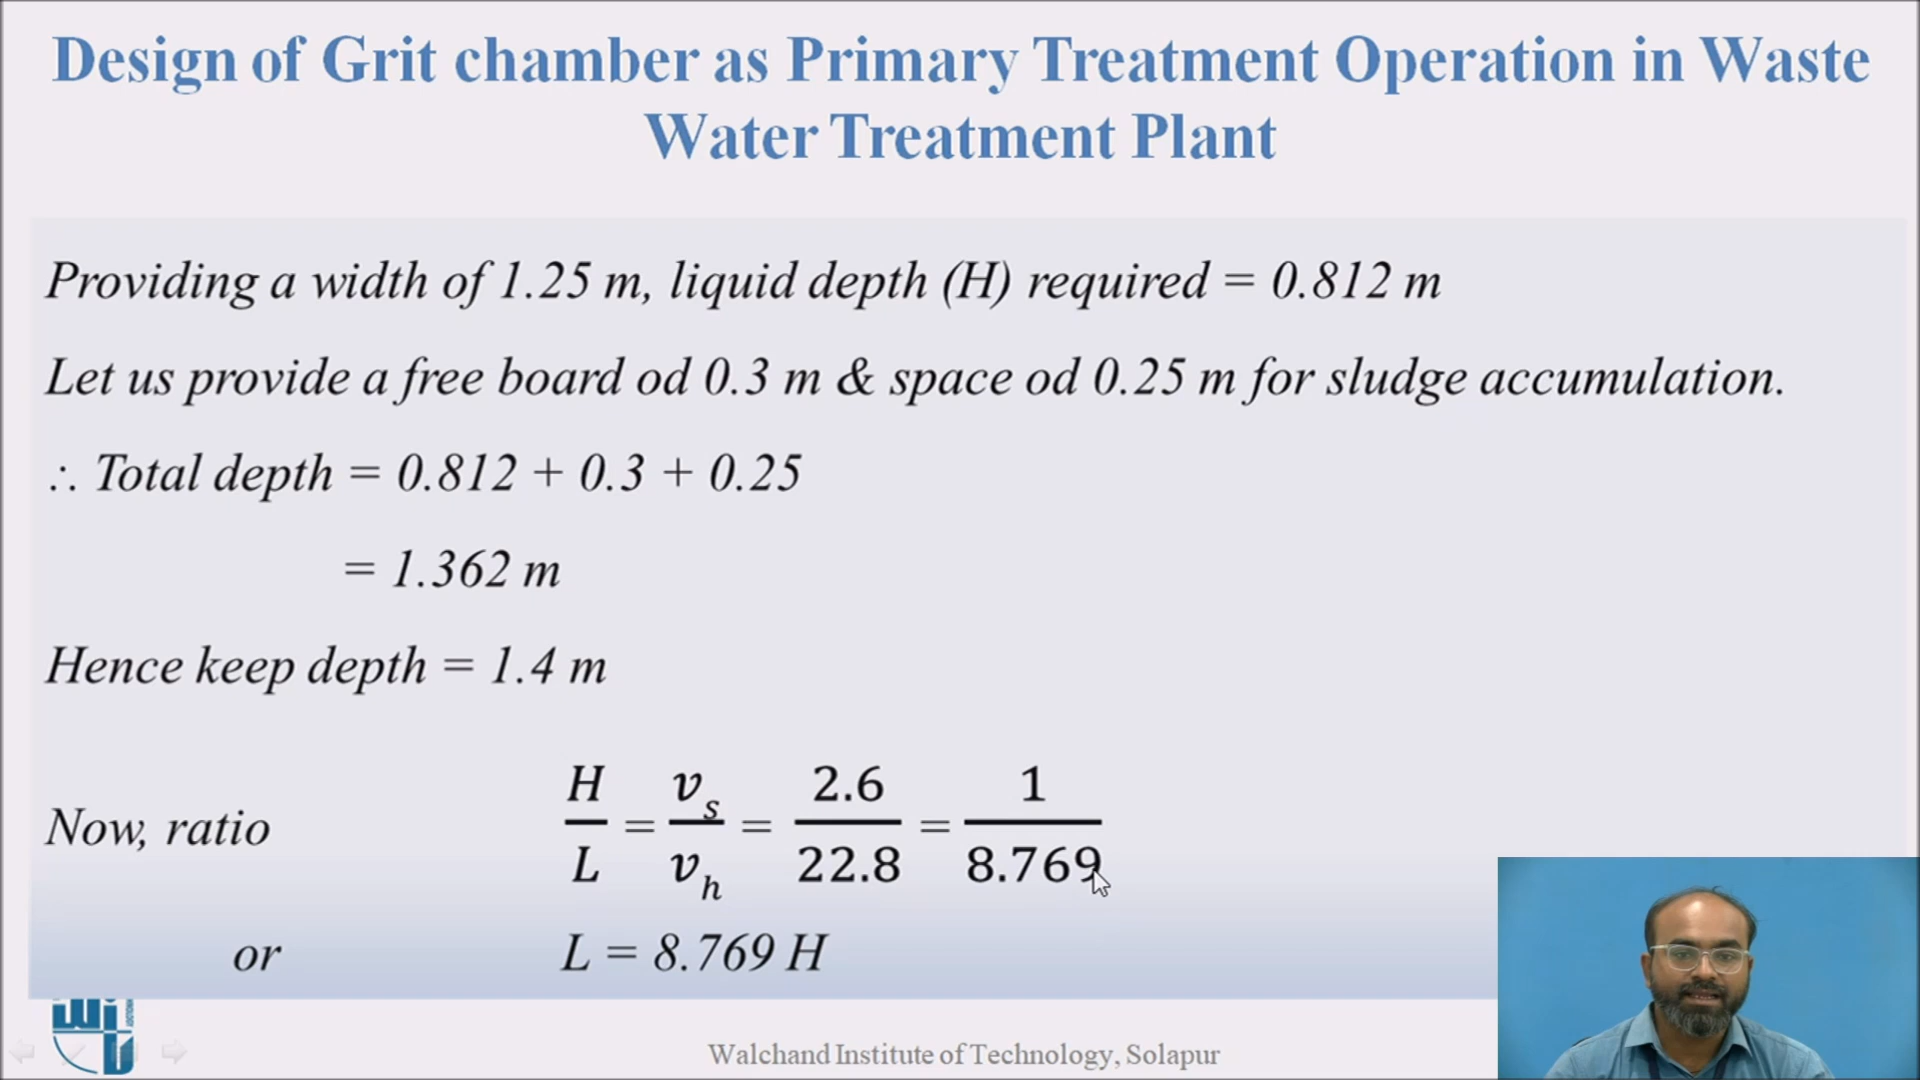 Design of Grit chamber as Primary Treatment Operation in Waste
Water Treatment Plant
Providing a width of 1.25 m, liquid depth (H) required = 0.812 m
Let us provide a free board od 0.3 m & space od 0.25 m for sludge accumulation.
∴ Total depth = 0.812 + 0.3 + 0.25
= 1.362 m
Hence keep depth = 1.4 m
Now, ratio H/L = v_s/v_h = 2.6/22.8 = 1/8.769
or L = 8.769 H
Walchand Institute of Technology, Solapur